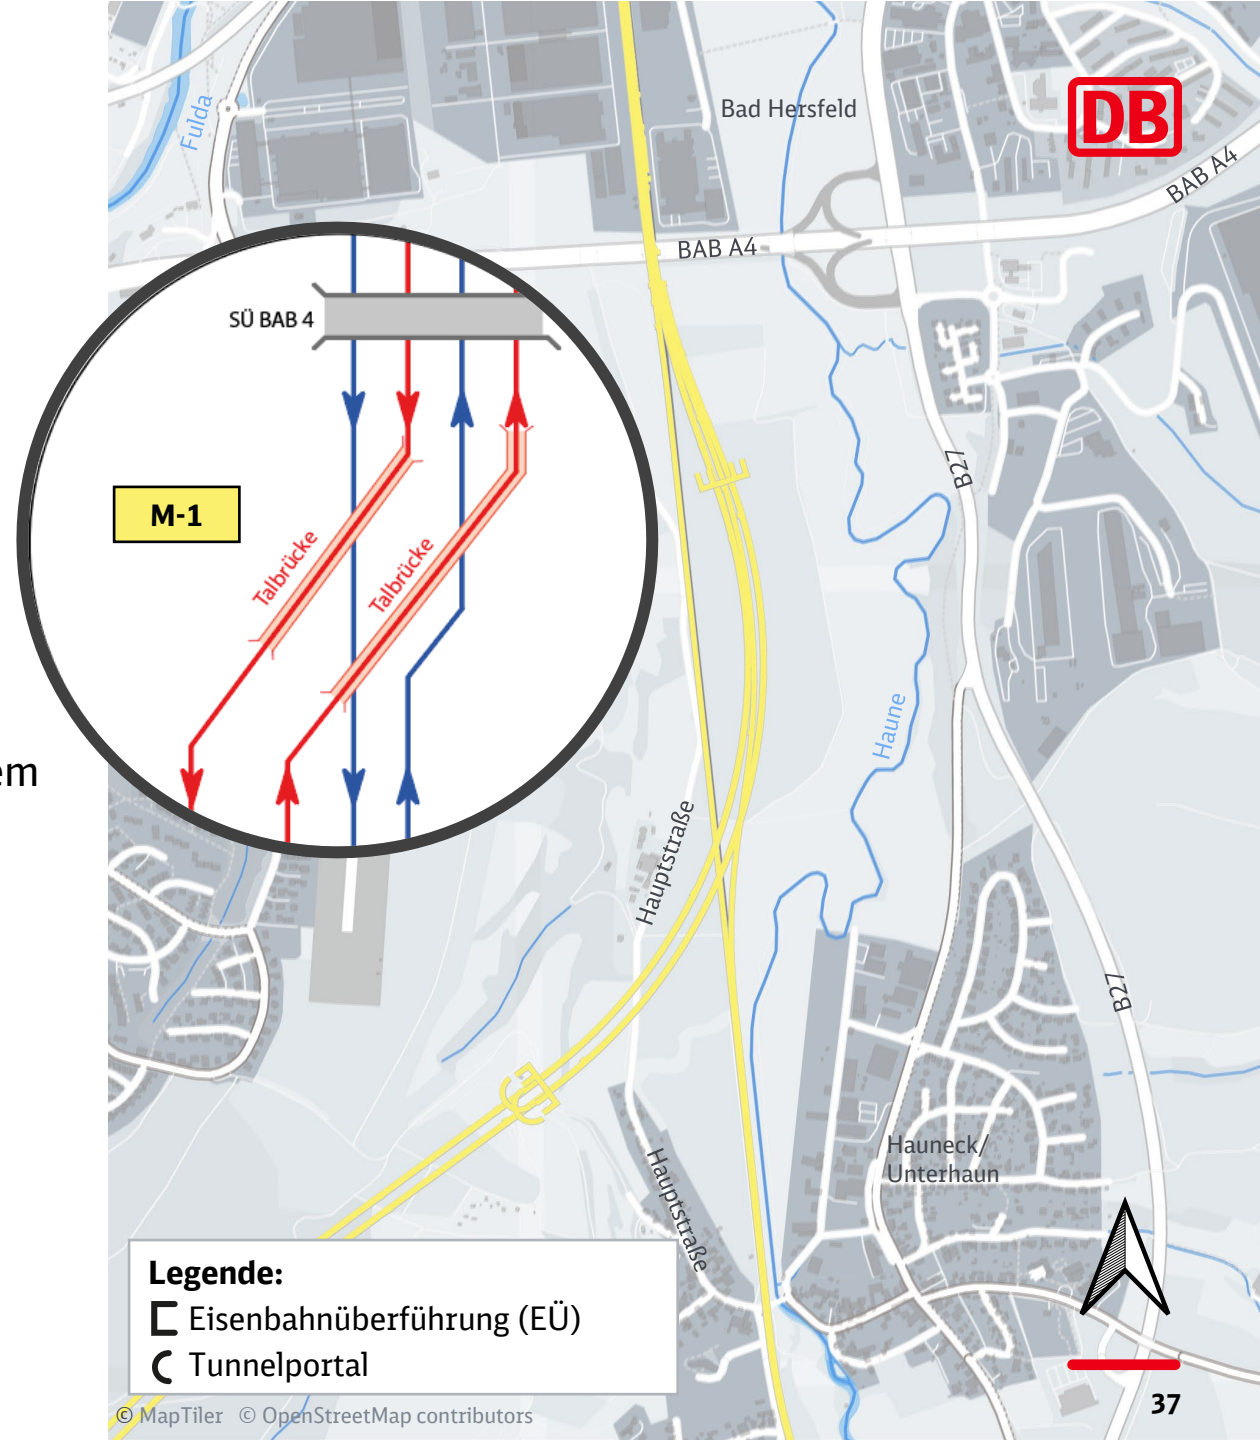 Fulda
Bad Hersfeld
DB
BAB A4
BAB A4
SÜ BAB 4
M-1
Talbrücke
Talbrücke
B27
Haune
em
Hauptstraße
B27
Hauneck/
Unterhaun
Hauptstraße
Legende:
Eisenbahnüberführung (EÜ)
Tunnelportal
© MapTiler © OpenStreetMap contributors
37